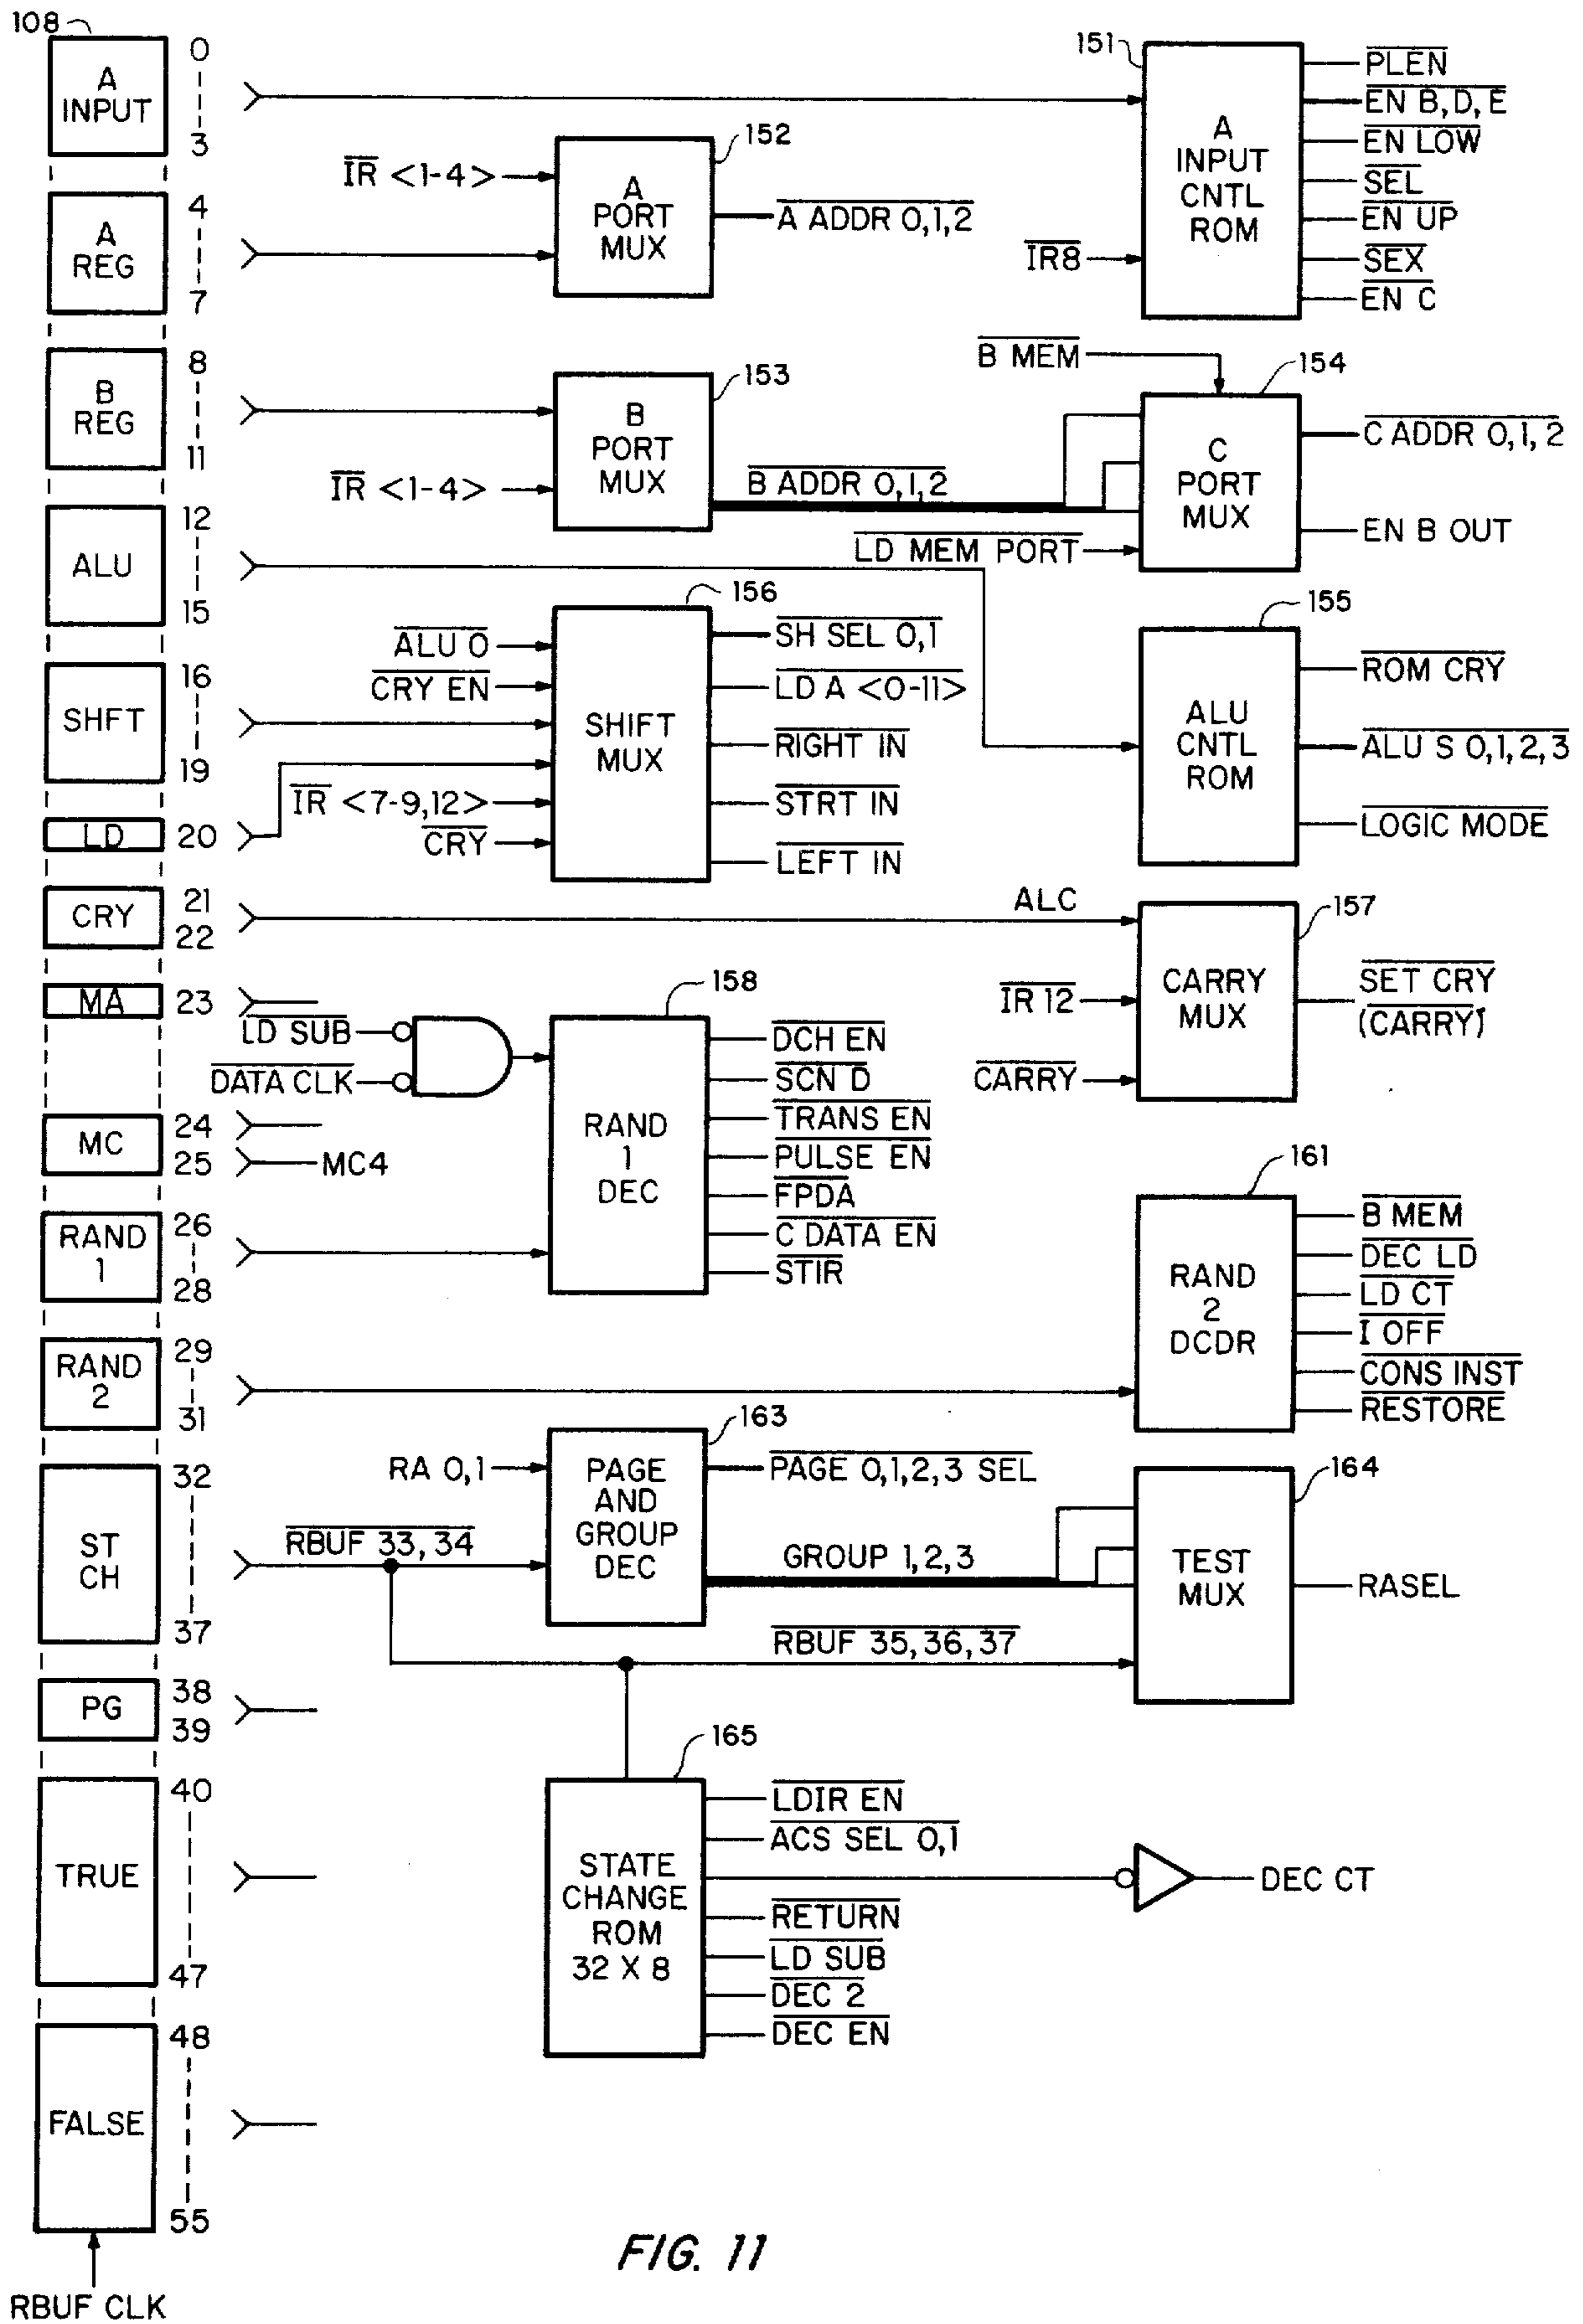 108
A
INPUT
0
3
151
A
INPUT
CNTL
ROM
PLEN
EN B,D,E
EN LOW
SEL
EN UP
SEX
EN C
IR8
152
IR <1-4>
A
PORT
MUX
A ADDR 0,1,2
A
REG
4
7
B
REG
8
11
153
B
PORT
MUX
IR <1-4>
B ADDR 0,1,2
B MEM
154
C
PORT
MUX
C ADDR 0,1,2
EN B OUT
LD MEM PORT
ALU
12
15
155
ALU
CNTL
ROM
ROM CRY
ALU S 0,1,2,3
LOGIC MODE
156
SHIFT
MUX
ALU 0
CRY EN
IR <7-9,12>
CRY
SH SEL 0,1
LD A <0-11>
RIGHT IN
STRT IN
LEFT IN
SHFT
16
19
LD
20
CRY
21
22
ALC
157
CARRY
MUX
IR 12
CARRY
SET CRY
(CARRY)
MA
23
LD SUB
DATA CLK
158
RAND
1
DEC
DCH EN
SCN D
TRANS EN
PULSE EN
FPDA
C DATA EN
STIR
MC
24
25
MC4
RAND
1
26
28
161
RAND
2
DCDR
B MEM
DEC LD
LD CT
I OFF
CONS INST
RESTORE
RAND
2
29
31
163
RA 0,1
PAGE
AND
GROUP
DEC
PAGE 0,1,2,3 SEL
GROUP 1,2,3
ST
CH
32
37
RBUF 33,34
RBUF 35,36,37
164
TEST
MUX
RASEL
PG
38
39
165
STATE
CHANGE
ROM
32 X 8
LDIR EN
ACS SEL 0,1
DEC CT
RETURN
LD SUB
DEC 2
DEC EN
TRUE
40
47
FALSE
48
55
RBUF CLK
FIG. 11